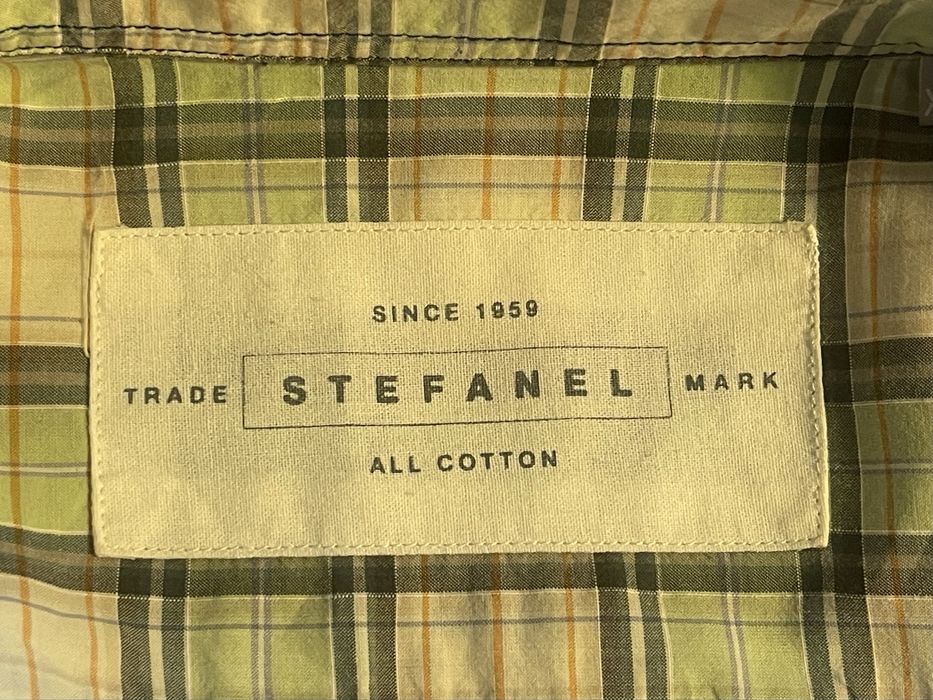 SINCE 1959
TRADE STEFANEL MARK
ALL COTTON
X